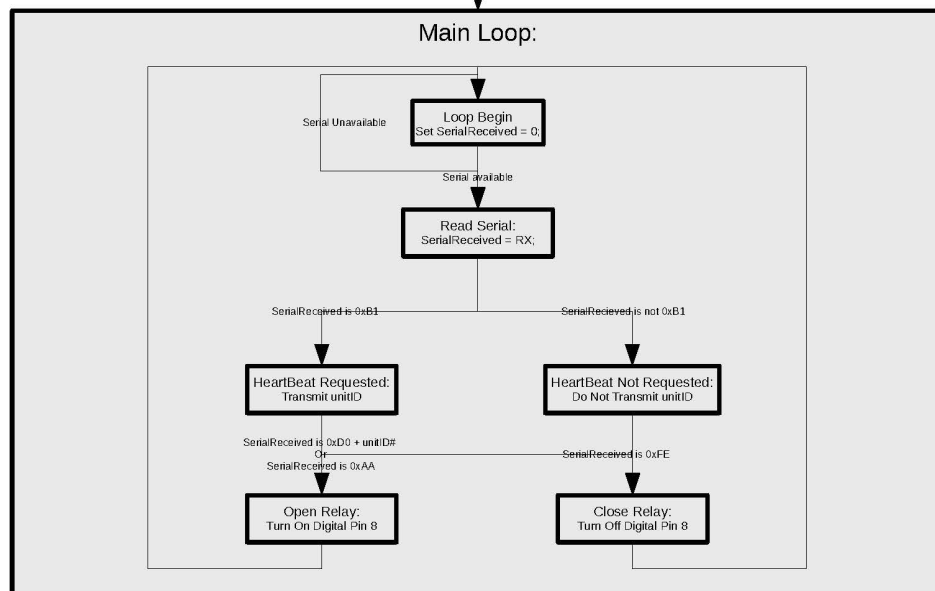 Main Loop:
Loop Begin
Set SerialReceived = 0;
Serial Unavailable
Serial available
Read Serial:
SerialReceived = RX;
SerialReceived is 0xB1
SerialRecieved is not 0xB1
HeartBeat Requested:
Transmit unitID
HeartBeat Not Requested:
Do Not Transmit unitID
SerialReceived is 0xD0 + unitID#
Or
SerialReceived is 0xAA
SerialReceived is 0xFE
Open Relay:
Turn On Digital Pin 8
Close Relay:
Turn Off Digital Pin 8